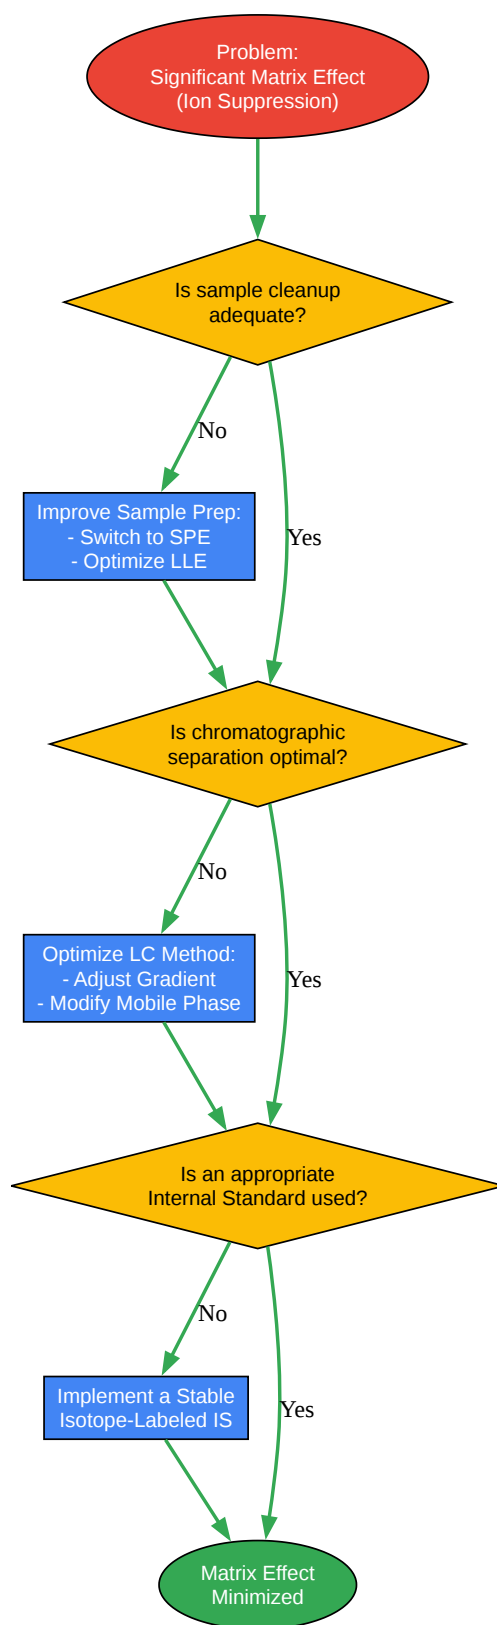 Problem:
Significant Matrix Effect
(Ion Suppression)
Is sample cleanup
adequate?
No
Improve Sample Prep:
- Switch to SPE
- Optimize LLE
Yes
Is chromatographic
separation optimal?
No
Optimize LC Method:
- Adjust Gradient
- Modify Mobile Phase
Yes
Is an appropriate
Internal Standard used?
No
Implement a Stable
Isotope-Labeled IS
Yes
Matrix Effect
Minimized